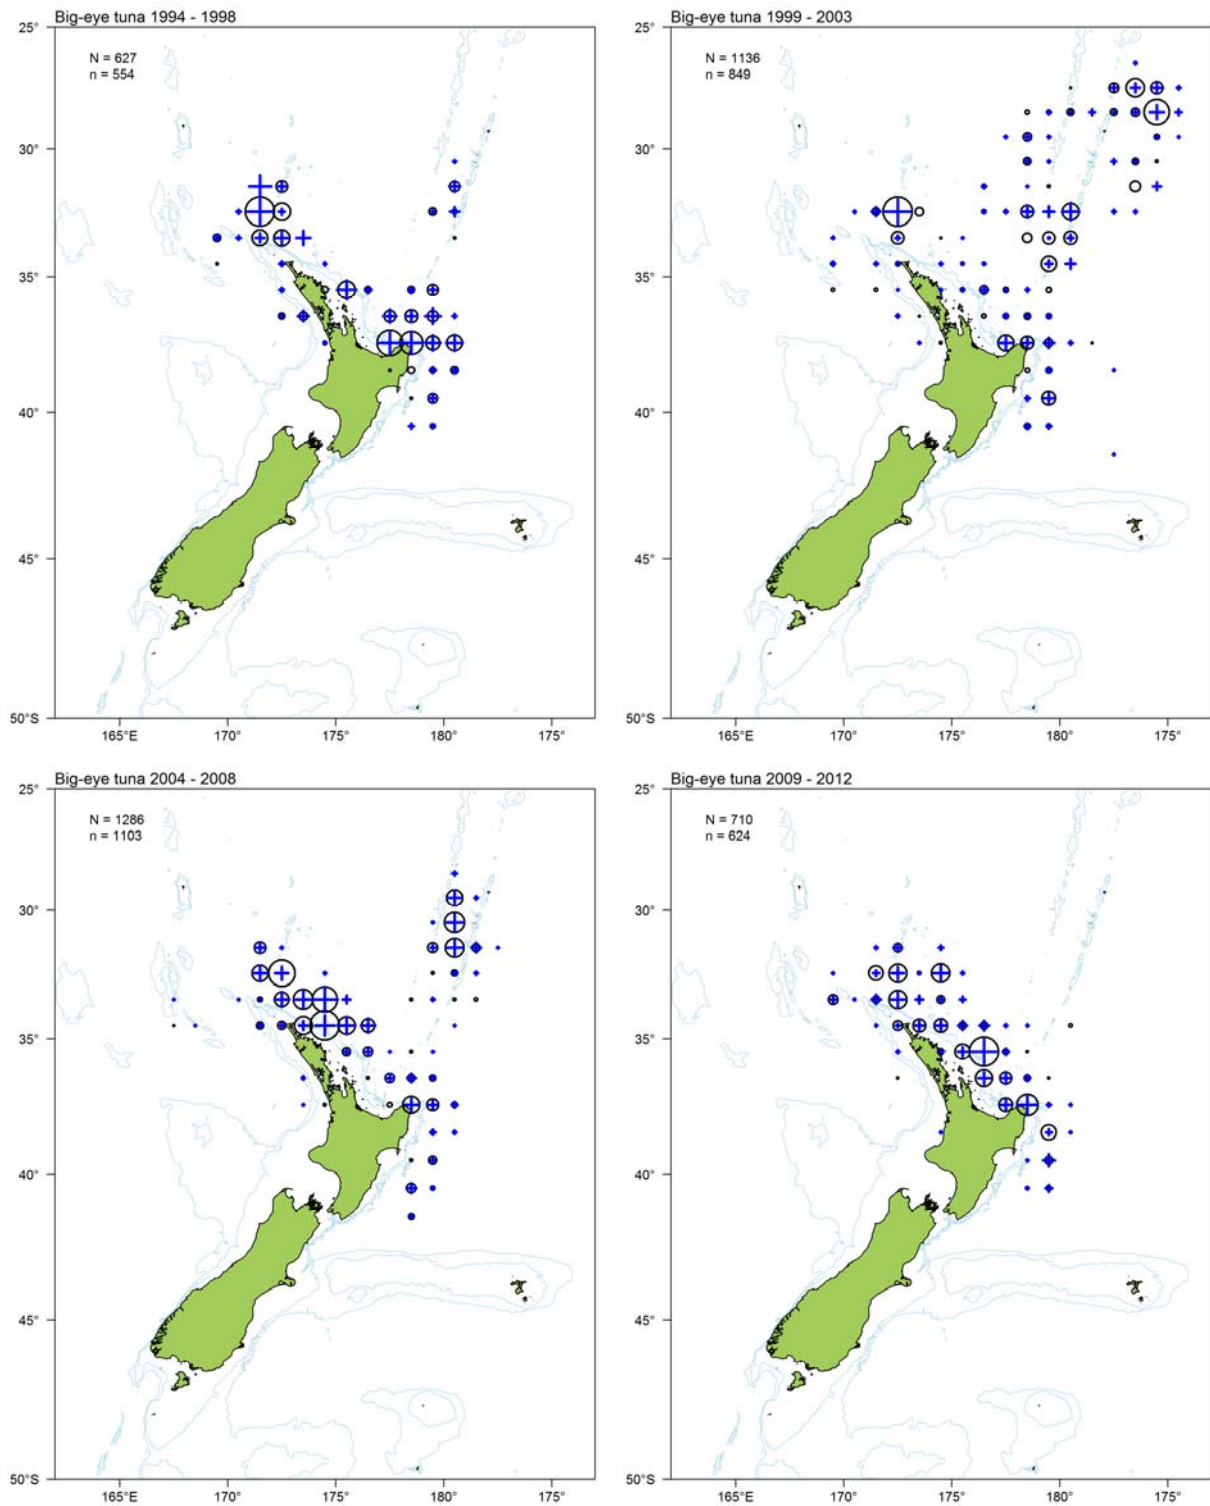 Big-eye tuna 1994 - 1998
25°
N = 627
n = 554
30°
35°
40°
45°
50°S
165°E 170° 175° 180° 175°
Big-eye tuna 1999 - 2003
25°
N = 1136
n = 849
30°
35°
40°
45°
50°S
165°E 170° 175° 180° 175°
Big-eye tuna 2004 - 2008
25°
N = 1286
n = 1103
30°
35°
40°
45°
50°S
165°E 170° 175° 180° 175°
Big-eye tuna 2009 - 2012
25°
N = 710
n = 624
30°
35°
40°
45°
50°S
165°E 170° 175° 180° 175°